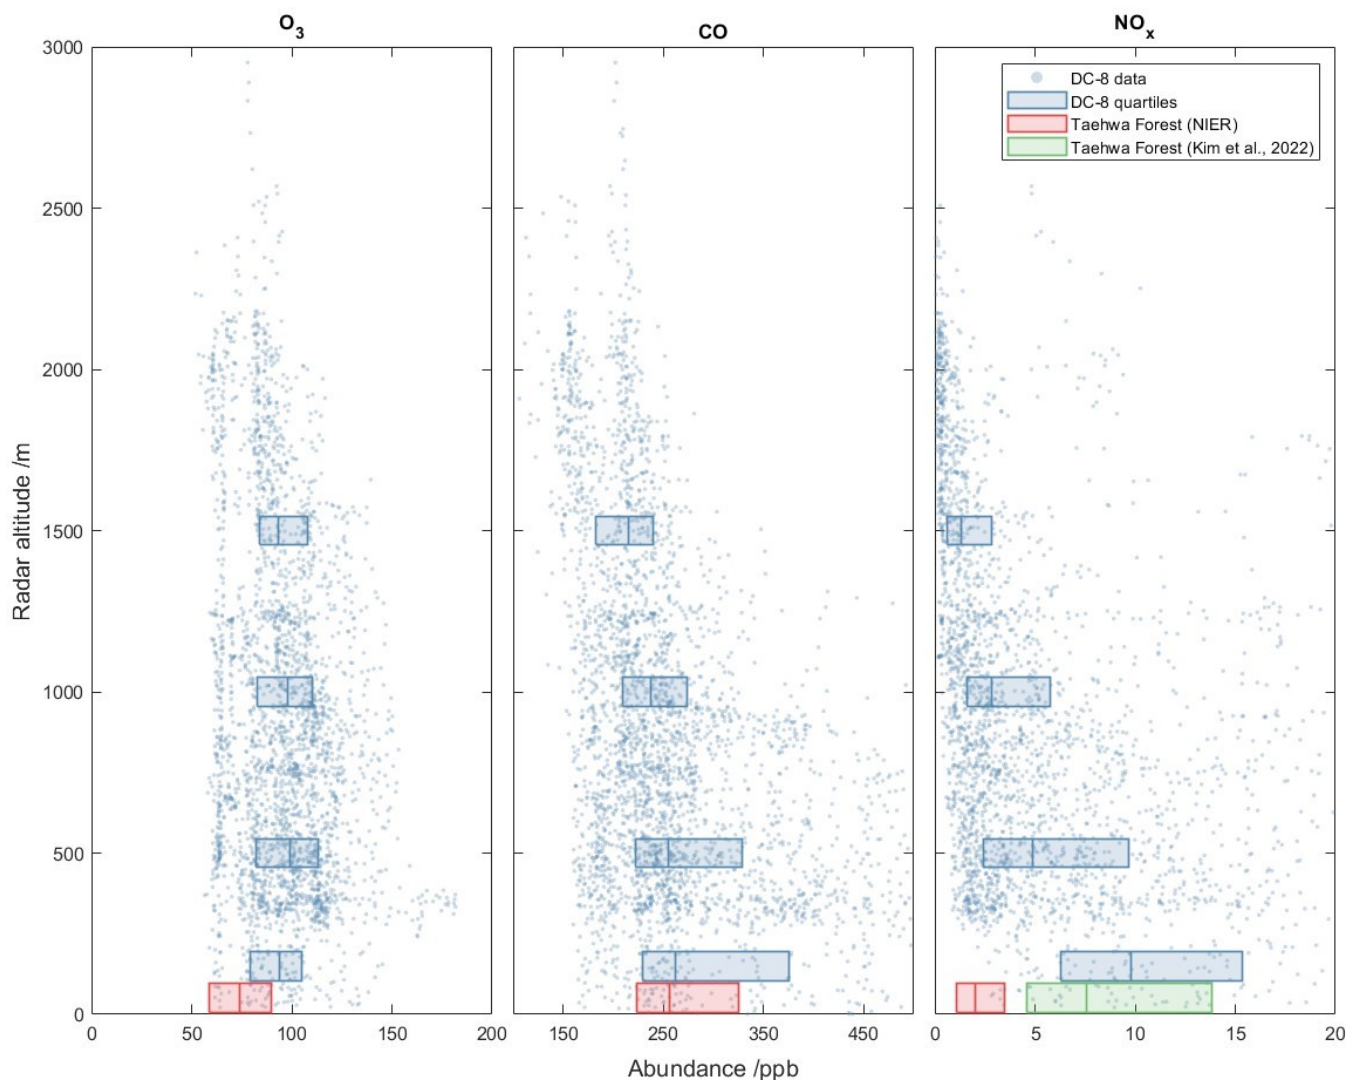 O3
CO
NOx
3000
2500
2000
1500
1000
500
0
Radar altitude /m
DC-8 data
DC-8 quartiles
Taehwa Forest (NIER)
Taehwa Forest (Kim et al., 2022)
0 50 100 150 200
150 250 350 450
0 5 10 15 20
Abundance /ppb